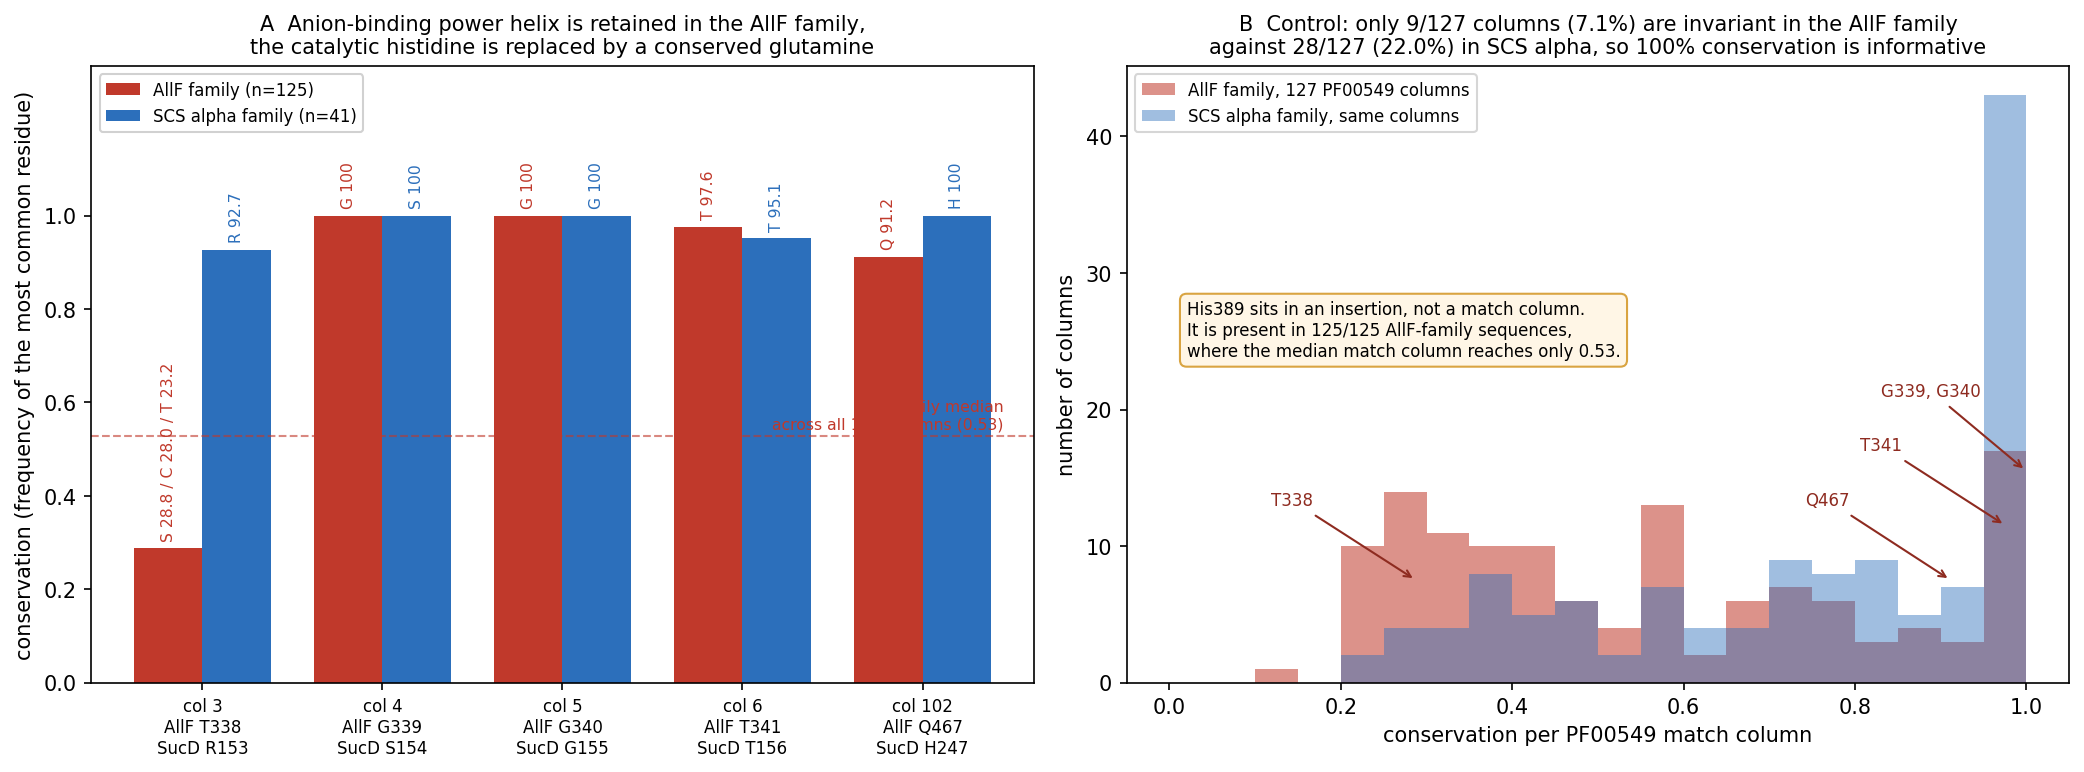 A  Anion-binding power helix is retained in the AllF family,
the catalytic histidine is replaced by a conserved glutamine
AllF family (n=125)
SCS alpha family (n=41)
conservation (frequency of the most common residue)
1.0
0.8
0.6
0.4
0.2
0.0
S 28.8 / C 28.0 / T 23.2
R 92.7
G 100
S 100
G 100
G 100
T 97.6
T 95.1
Q 91.2
H 100
median
across all (0.53)
col 3
AllF T338
SucD R153
col 4
AllF G339
SucD S154
col 5
AllF G340
SucD G155
col 6
AllF T341
SucD T156
col 102
AllF Q467
SucD H247
B  Control: only 9/127 columns (7.1%) are invariant in the AllF family
against 28/127 (22.0%) in SCS alpha, so 100% conservation is informative
AllF family, 127 PF00549 columns
SCS alpha family, same columns
number of columns
40
30
20
10
0
His389 sits in an insertion, not a match column.
It is present in 125/125 AllF-family sequences,
where the median match column reaches only 0.53.
G339, G340
T341
Q467
T338
0.0
0.2
0.4
0.6
0.8
1.0
conservation per PF00549 match column